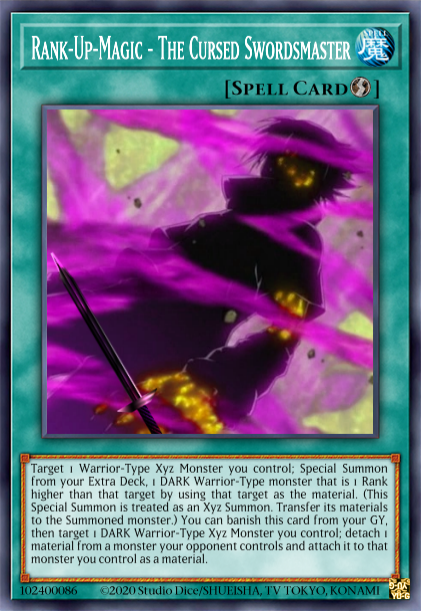 Rank-Up-Magic - The Cursed Swordsmaster
SPELL
魔
[Spell Card]
Target 1 Warrior-Type Xyz Monster you control; Special Summon
from your Extra Deck, 1 DARK Warrior-Type monster that is 1 Rank
higher than that target by using that target as the material. (This
Special Summon is treated as an Xyz Summon. Transfer its materials
to the Summoned monster.) You can banish this card from your GY,
then target 1 DARK Warrior-Type Xyz Monster you control; detach 1
material from a monster your opponent controls and attach it to that
monster you control as a material.
102400086 ©2020 Studio Dice/SHUEISHA, TV TOKYO, KONAMI